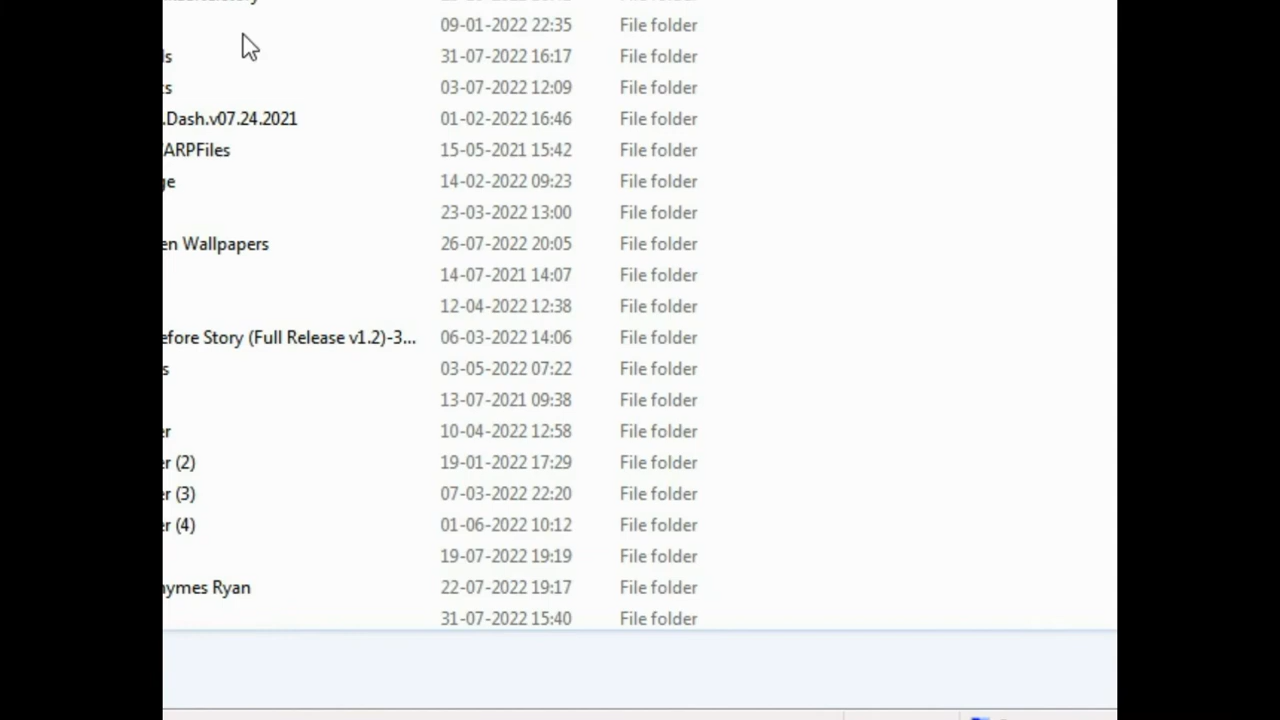 09-01-2022 22:35 File folder
ls 31-07-2022 16:17 File folder
cs 03-07-2022 12:09 File folder
.Dash.v07.24.2021 01-02-2022 16:46 File folder
ARPFiles 15-05-2021 15:42 File folder
ge 14-02-2022 09:23 File folder
23-03-2022 13:00 File folder
en Wallpapers 26-07-2022 20:05 File folder
14-07-2021 14:07 File folder
12-04-2022 12:38 File folder
efore Story (Full Release v1.2)-3... 06-03-2022 14:06 File folder
s 03-05-2022 07:22 File folder
13-07-2021 09:38 File folder
er 10-04-2022 12:58 File folder
er (2) 19-01-2022 17:29 File folder
er (3) 07-03-2022 22:20 File folder
er (4) 01-06-2022 10:12 File folder
19-07-2022 19:19 File folder
hymes Ryan 22-07-2022 19:17 File folder
31-07-2022 15:40 File folder